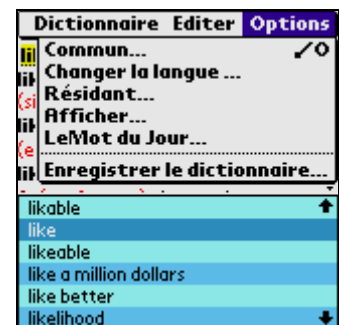 Dictionnaire Editer Options
Commun... ⁄O
Changer la langue ...
Résidant...
Afficher...
LeMot du Jour...
Enregistrer le dictionnaire...
likable
like
likeable
like a million dollars
like better
likelihood